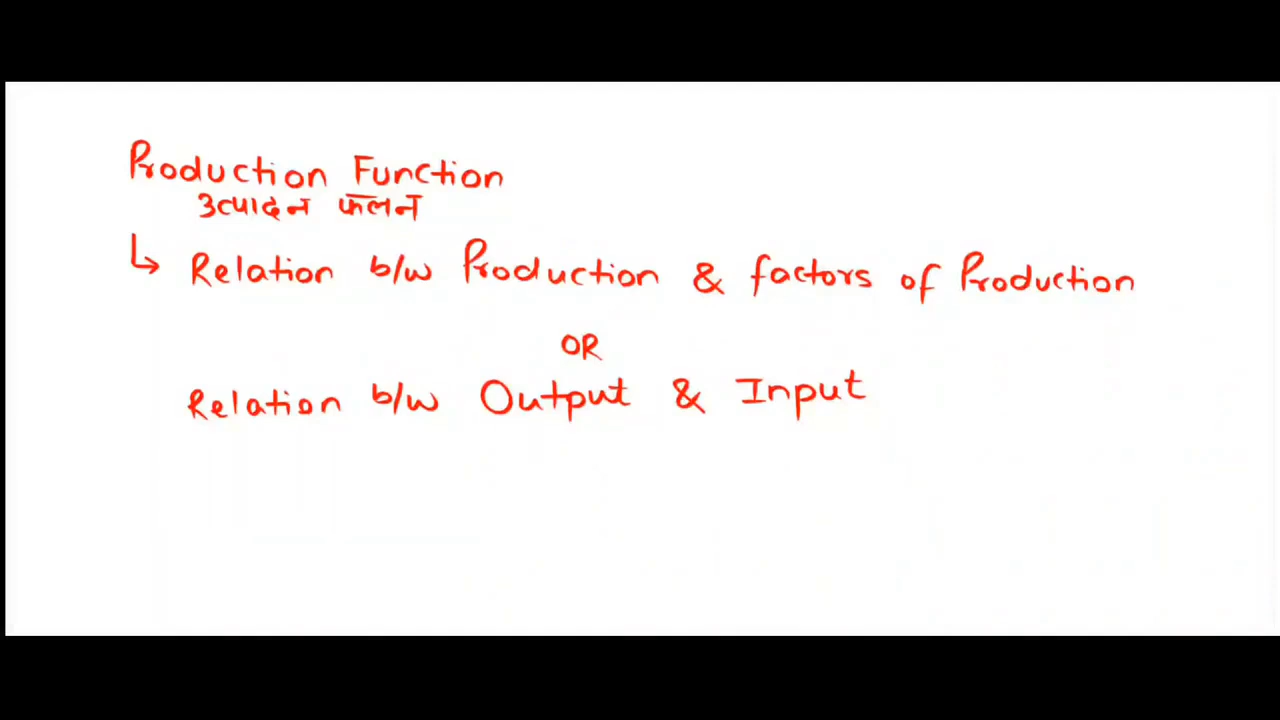 Production Function
उत्पादन फलन
↳ Relation b/w Production & factors of Production
OR
Relation b/w Output & Input